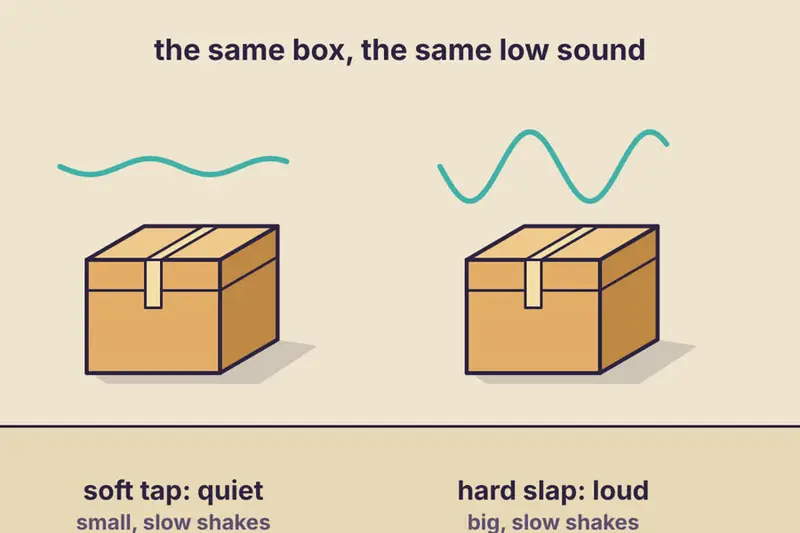 the same box, the same low sound
soft tap: quiet
hard slap: loud
small, slow shakes
big, slow shakes